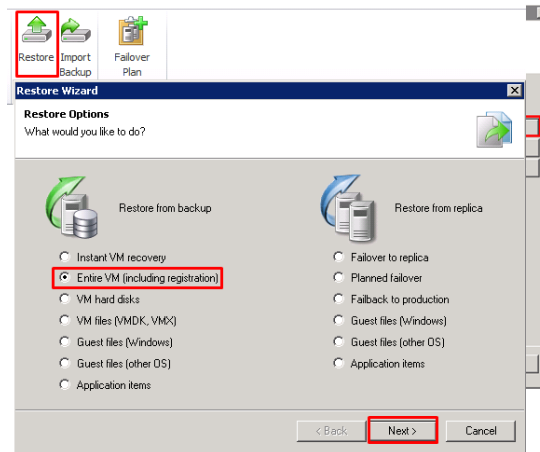 Restore Import Failover
Backup Plan
Restore Wizard
Restore Options
What would you like to do?
Restore from backup
Instant VM recovery
Entire VM (including registration)
VM hard disks
VM files (VMDK, VMX)
Guest files (Windows)
Guest files (other OS)
Application items
Restore from replica
Failover to replica
Planned failover
Failback to production
Guest files (Windows)
Guest files (other OS)
Application items
< Back Next > Cancel